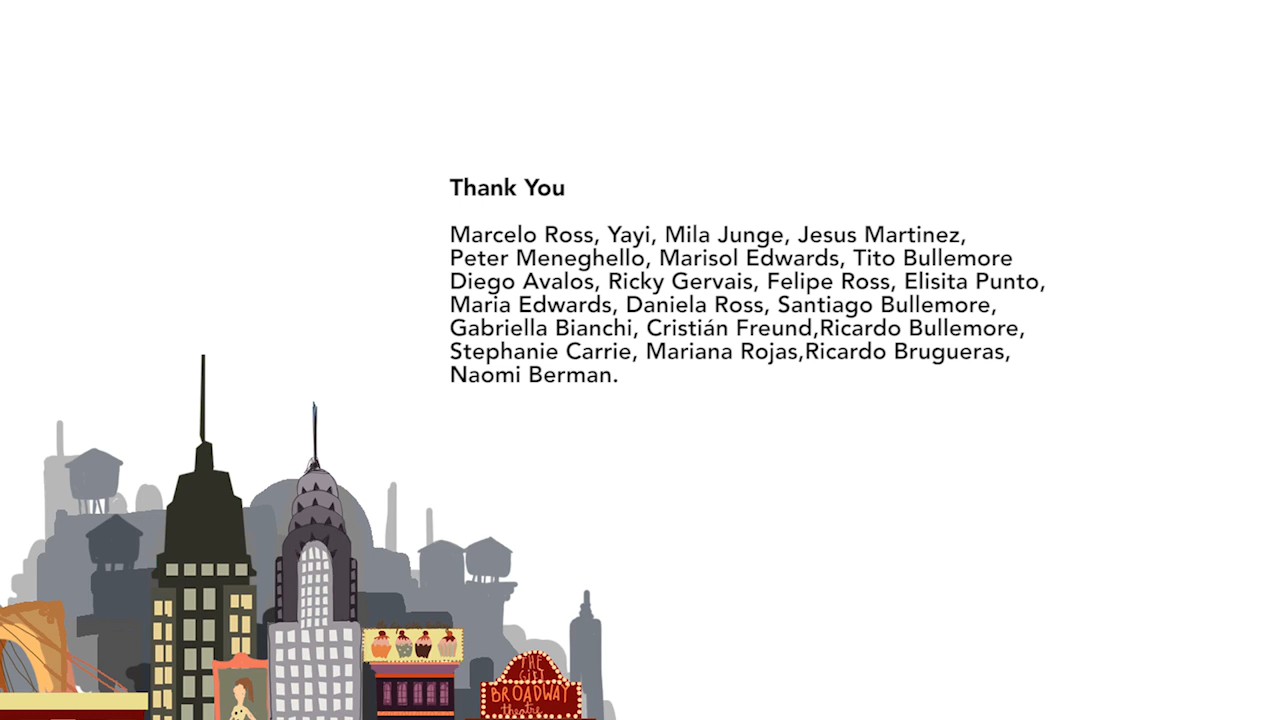 Thank You
Marcelo Ross, Yayi, Mila Junge, Jesus Martinez,
Peter Meneghello, Marisol Edwards, Tito Bullemore
Diego Avalos, Ricky Gervais, Felipe Ross, Elisita Punto,
Maria Edwards, Daniela Ross, Santiago Bullemore,
Gabriella Bianchi, Cristián Freund,Ricardo Bullemore,
Stephanie Carrie, Mariana Rojas,Ricardo Brugueras,
Naomi Berman.
THE
BROADWAY
theatre